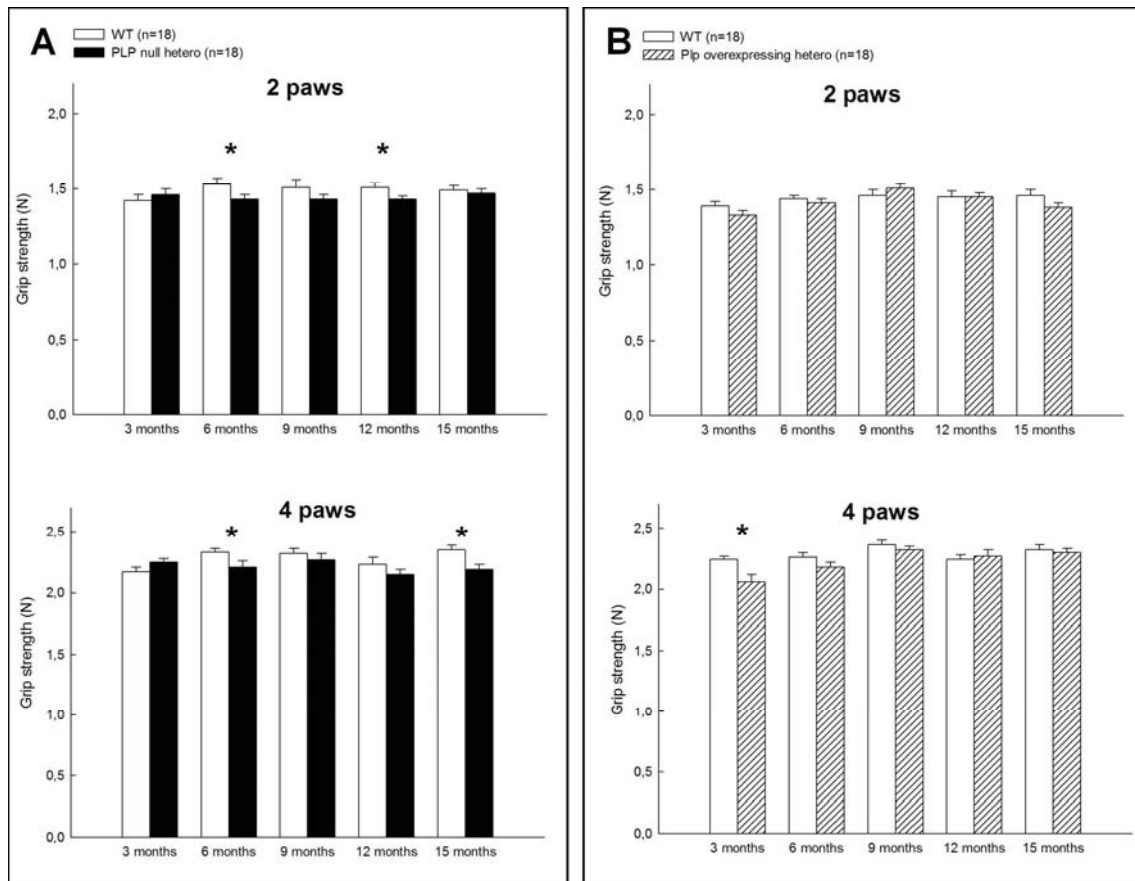 A
WT (n=18)
PLP null hetero (n=18)
2 paws
*
*
Grip strength (N)
2,0
1,5
1,0
0,5
0,0
3 months
6 months
9 months
12 months
15 months
4 paws
*
*
Grip strength (N)
2,5
2,0
1,5
1,0
0,5
0,0
3 months
6 months
9 months
12 months
15 months
B
WT (n=18)
Plp overexpressing hetero (n=18)
2 paws
Grip strength (N)
2,0
1,5
1,0
0,5
0,0
3 months
6 months
9 months
12 months
15 months
4 paws
*
Grip strength (N)
2,5
2,0
1,5
1,0
0,5
0,0
3 months
6 months
9 months
12 months
15 months